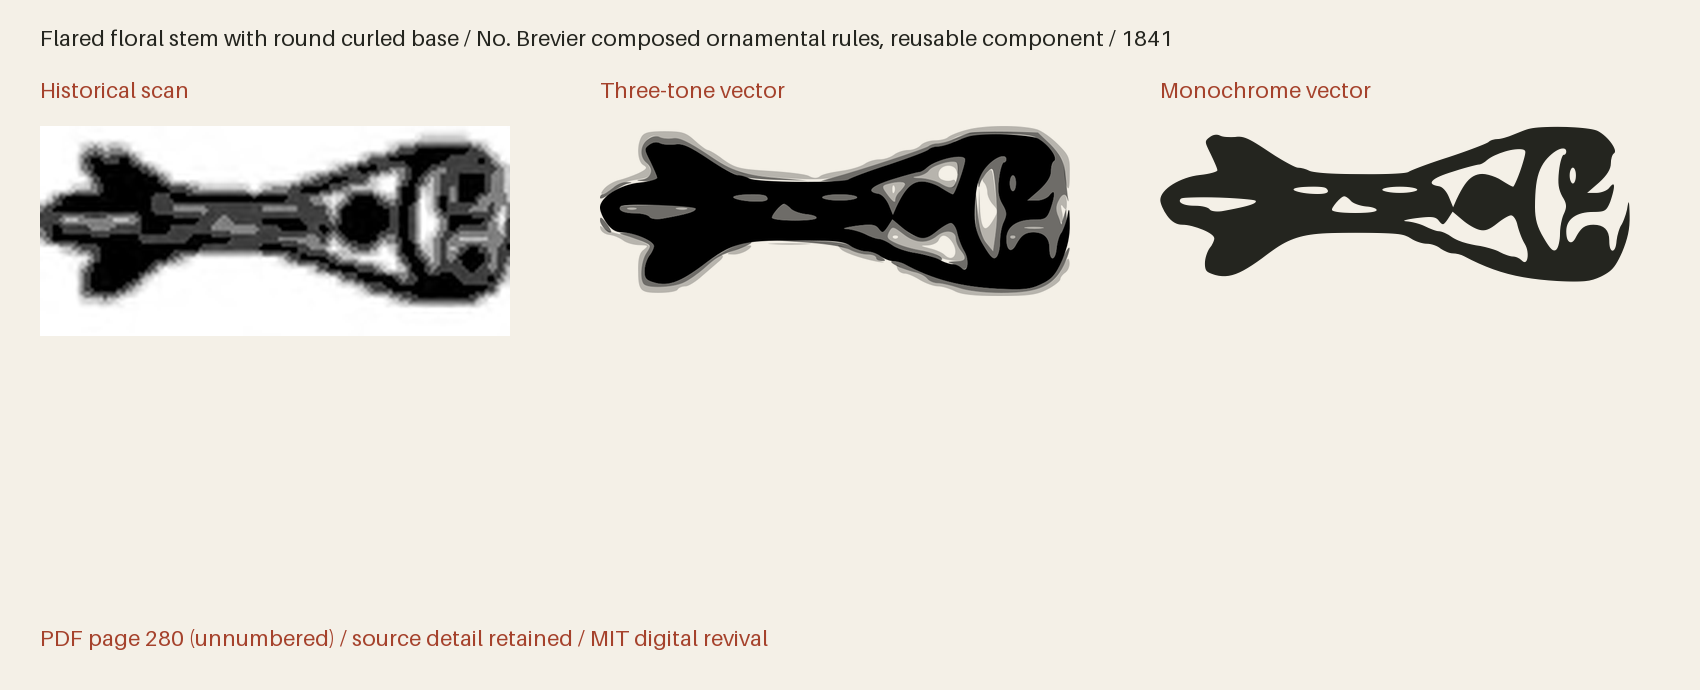 Flared floral stem with round curled base / No. Brevier composed ornamental rules, reusable component / 1841
Historical scan
Three-tone vector
Monochrome vector
PDF page 280 (unnumbered) / source detail retained / MIT digital revival